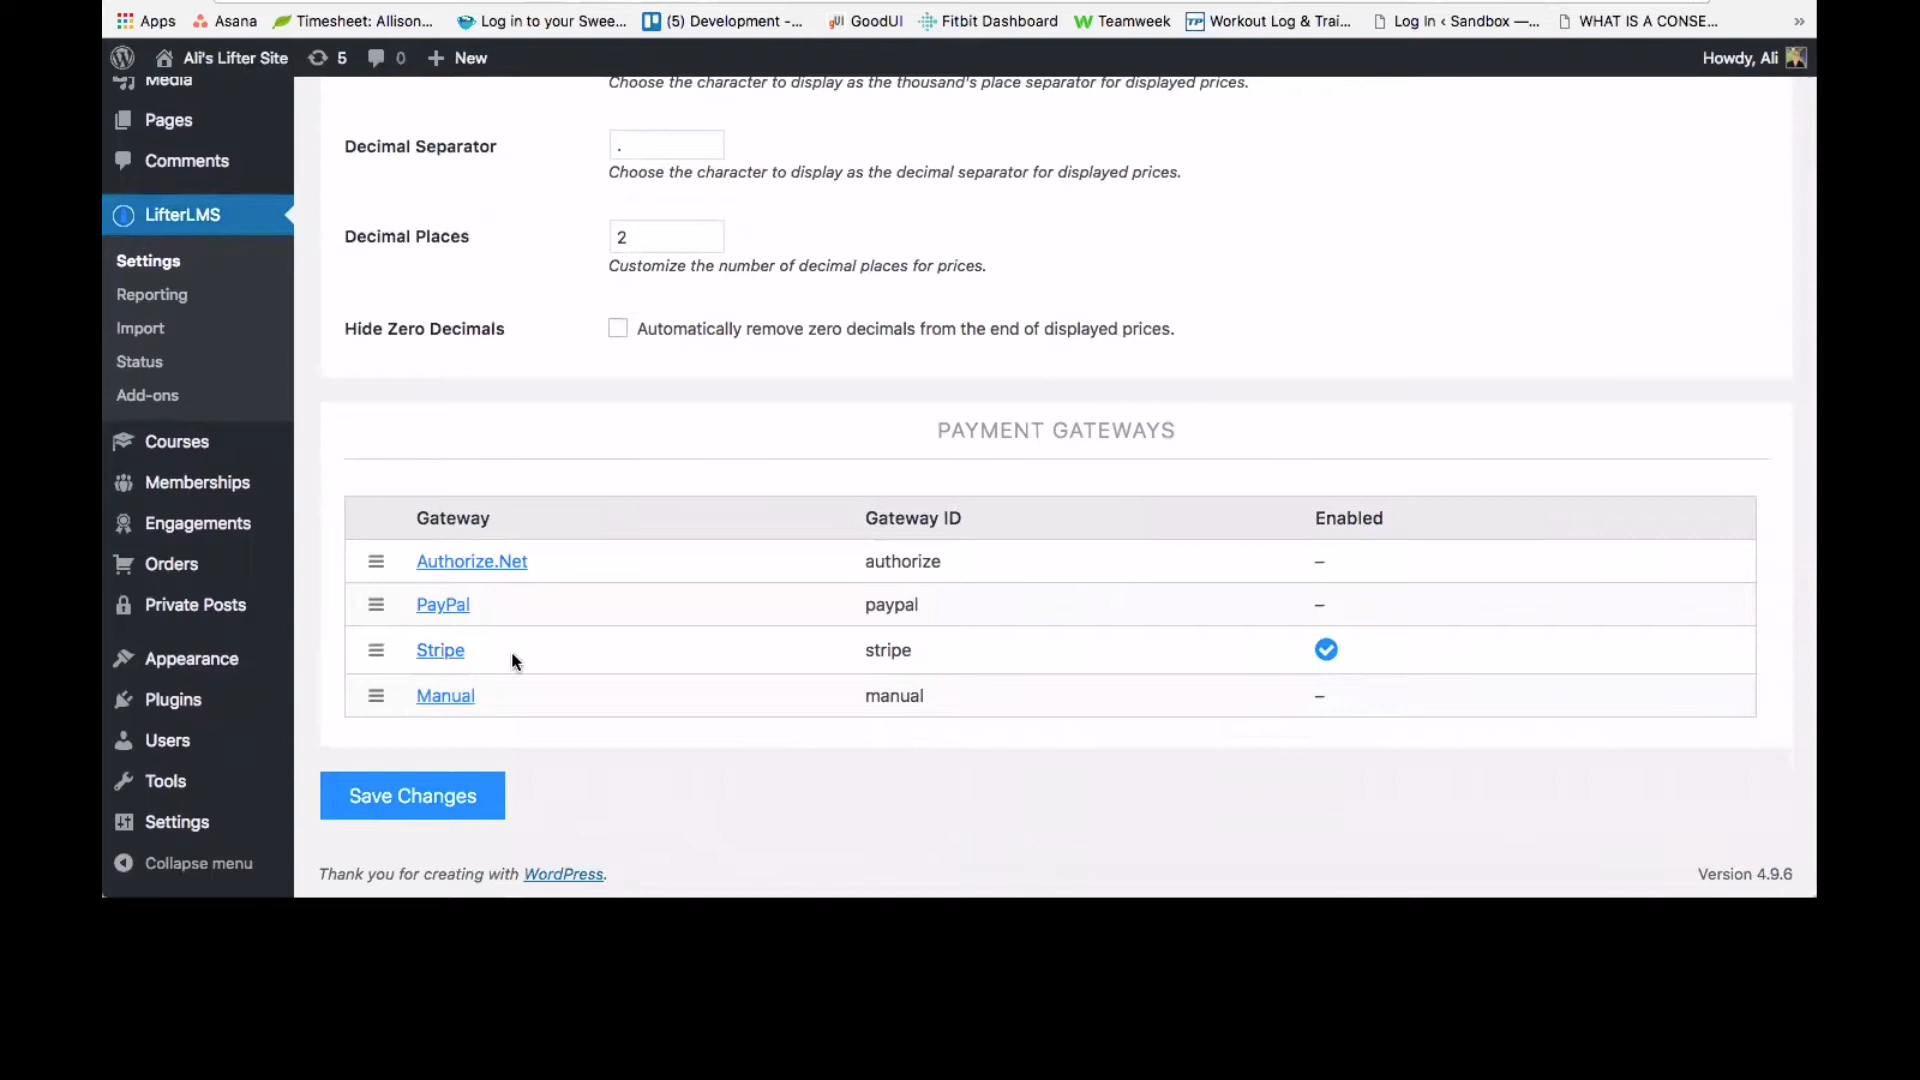 Apps Asana Timesheet: Allison... Log in to your Swee... (5) Development -... gUI GoodUI Fitbit Dashboard Teamweek TP Workout Log & Trai... Log In ‹ Sandbox —... WHAT IS A CONSE... »
Ali's Lifter Site 5 0 + New Howdy, Ali
Media
Pages
Comments
LifterLMS
Settings
Reporting
Import
Status
Add-ons
Courses
Memberships
Engagements
Orders
Private Posts
Appearance
Plugins
Users
Tools
Settings
Collapse menu
Choose the character to display as the thousand's place separator for displayed prices.
Decimal Separator .
Choose the character to display as the decimal separator for displayed prices.
Decimal Places 2
Customize the number of decimal places for prices.
Hide Zero Decimals Automatically remove zero decimals from the end of displayed prices.
PAYMENT GATEWAYS
Gateway Gateway ID Enabled
Authorize.Net authorize –
PayPal paypal –
Stripe stripe
Manual manual –
Save Changes
Thank you for creating with WordPress. Version 4.9.6